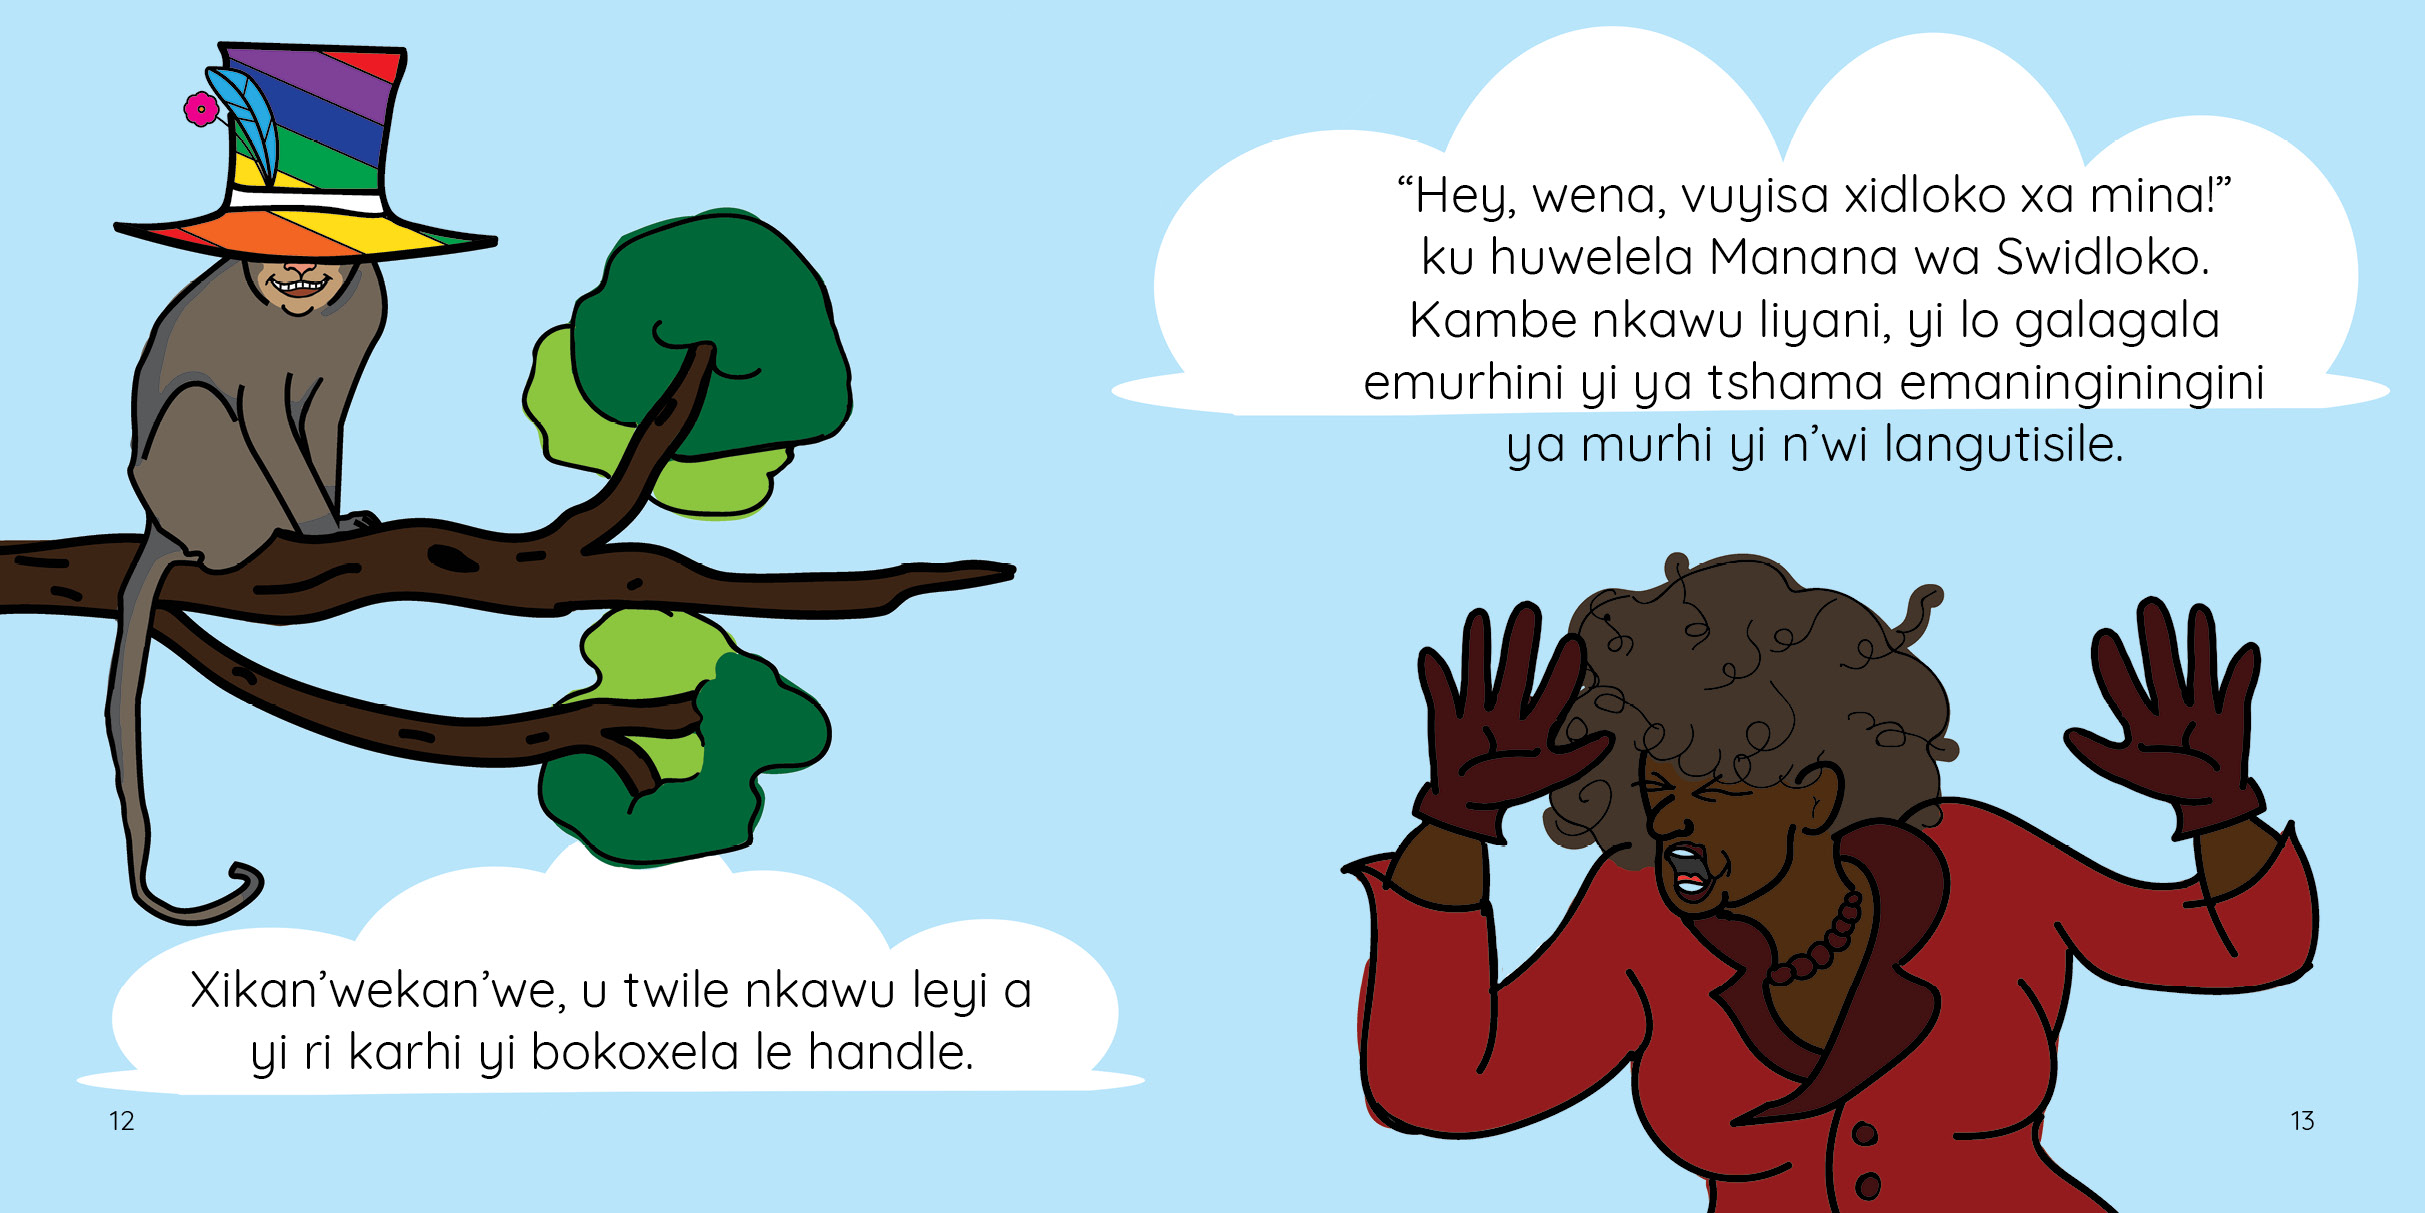 Xikan’wekan’we, u twile nkawu leyi a
yi ri karhi yi bokoxela le handle.
12
“Hey, wena, vuyisa xidloko xa mina!”
ku huwelela Manana wa Swidloko.
Kambe nkawu liyani, yi lo galagala
emurhini yi ya tshama emaninginingini
ya murhi yi n’wi langutisile.
13